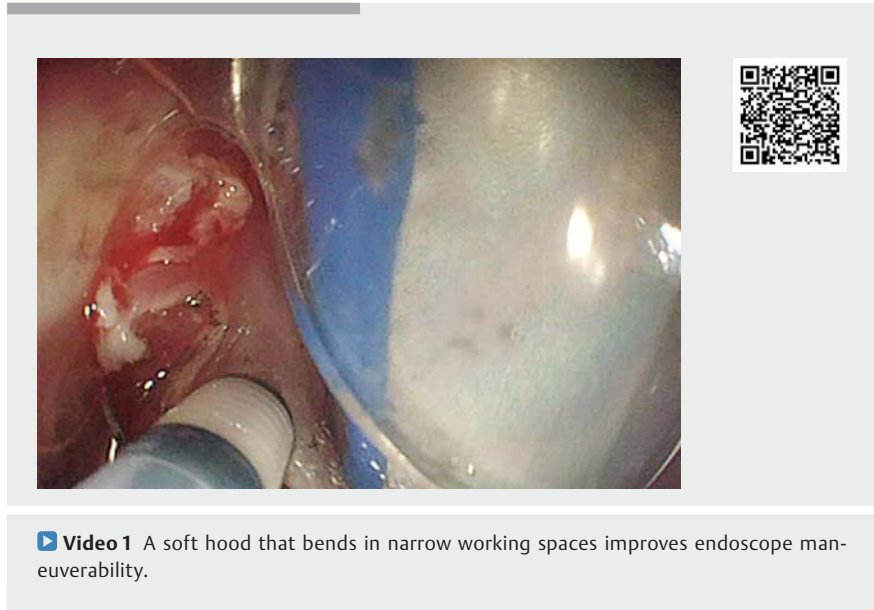 Video 1 A soft hood that bends in narrow working spaces improves endoscope man-
euverability.